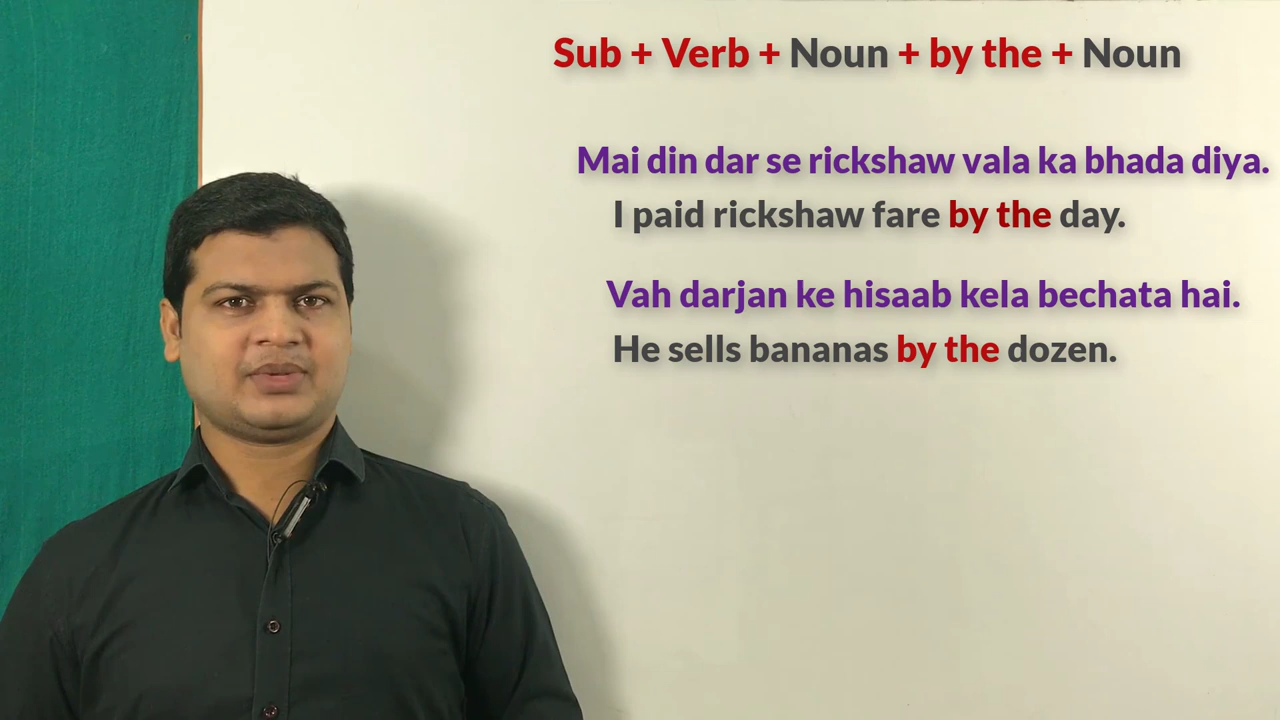 Sub + Verb + Noun + by the + Noun
Mai din dar se rickshaw vala ka bhada diya.
I paid rickshaw fare by the day.
Vah darjan ke hisaab kela bechata hai.
He sells bananas by the dozen.